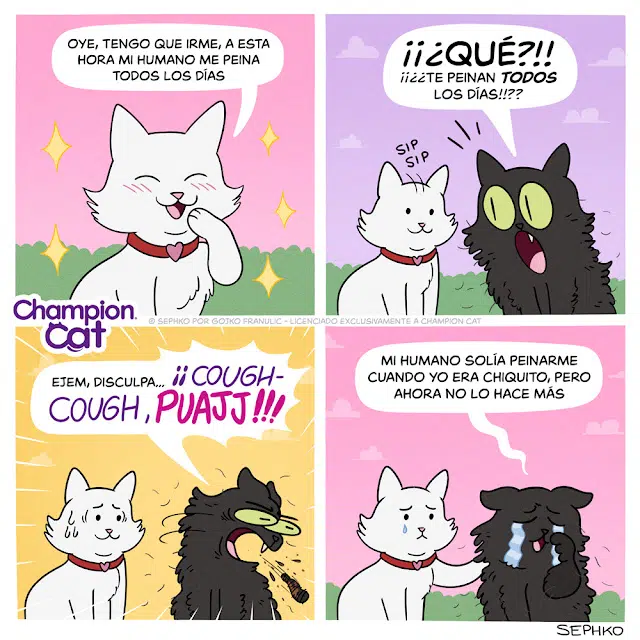 OYE, TENGO QUE IRME, A ESTA
HORA MI HUMANO ME PEINA
TODOS LOS DÍAS
¡¡¿QUÉ?!!
¡¡¿¿TE PEINAN TODOS
LOS DÍAS!!??
SIP
SIP
Champion
Cat
© SEPHKO POR GOJKO FRANULIC - LICENCIADO EXCLUSIVAMENTE A CHAMPION CAT
EJEM, DISCULPA... ¡¡COUGH-
COUGH, PUAJJ!!!
MI HUMANO SOLÍA PEINARME
CUANDO YO ERA CHIQUITO, PERO
AHORA NO LO HACE MÁS
SEPHKO